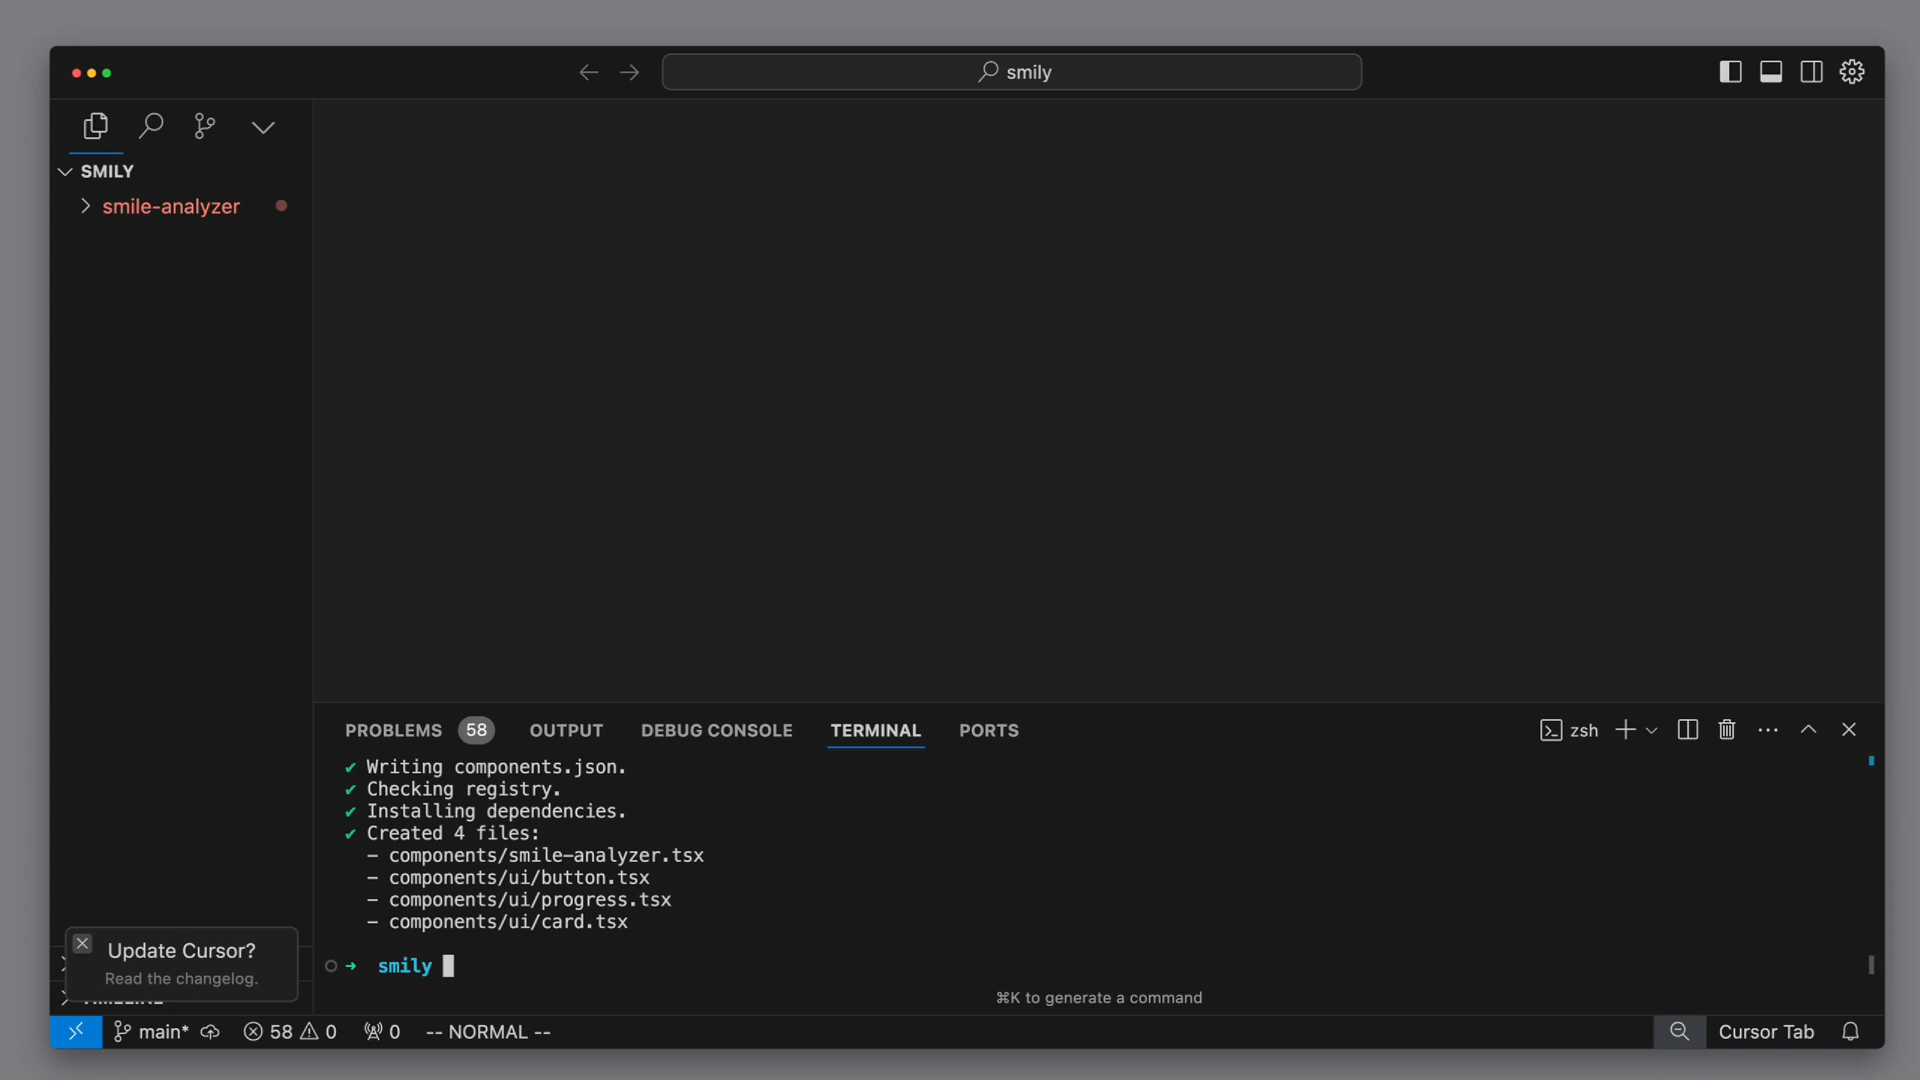 smily
SMILY
smile-analyzer
PROBLEMS 58 OUTPUT DEBUG CONSOLE TERMINAL PORTS
zsh
✔ Writing components.json.
✔ Checking registry.
✔ Installing dependencies.
✔ Created 4 files:
- components/smile-analyzer.tsx
- components/ui/button.tsx
- components/ui/progress.tsx
- components/ui/card.tsx
➜ smily
⌘K to generate a command
Update Cursor?
Read the changelog.
main* 58 0 0 -- NORMAL --
Cursor Tab